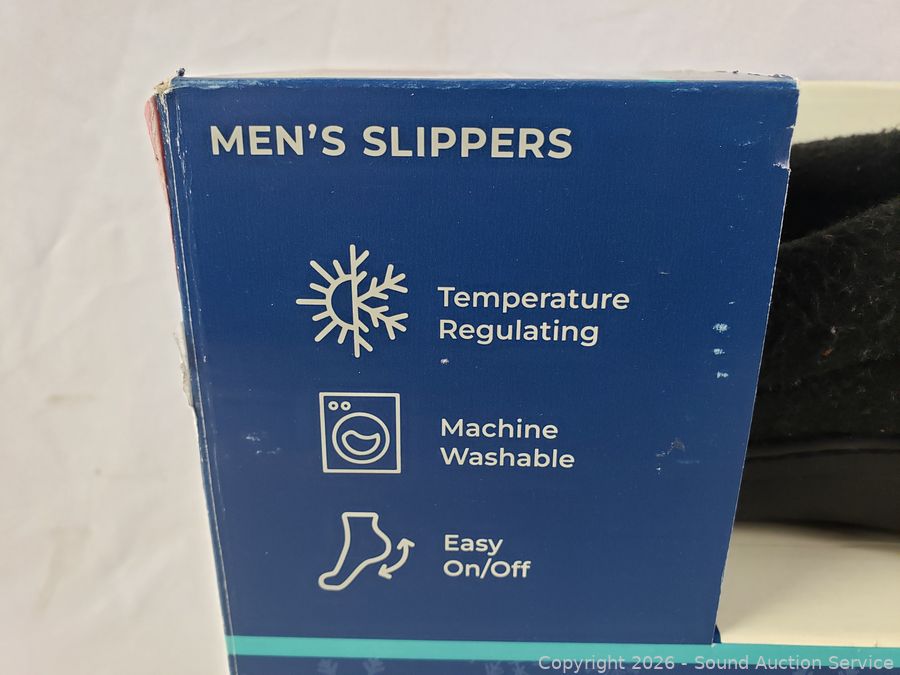 MEN'S SLIPPERS
Temperature
Regulating
Machine
Washable
Easy
On/Off
Copyright 2026 - Sound Auction Service